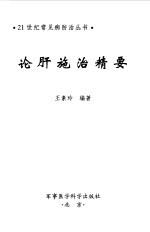 • 21世纪常见病防治丛书 •
论肝施治精要
王素玲 编著
军事医学科学出版社
• 北京 •